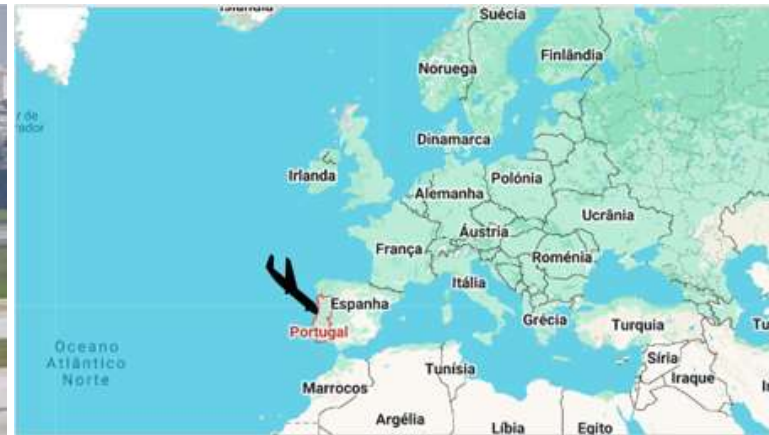 Islândia
Suécia
Finlândia
Noruega
Dinamarca
Irlanda
Polónia
Alemanha
Ucrânia
Áustria
França
Roménia
Itália
Espanha
Grécia
Turquia
Portugal
Oceano
Atlântico
Norte
Síria
Tunísia
Iraque
Marrocos
Argélia
Líbia
Egito